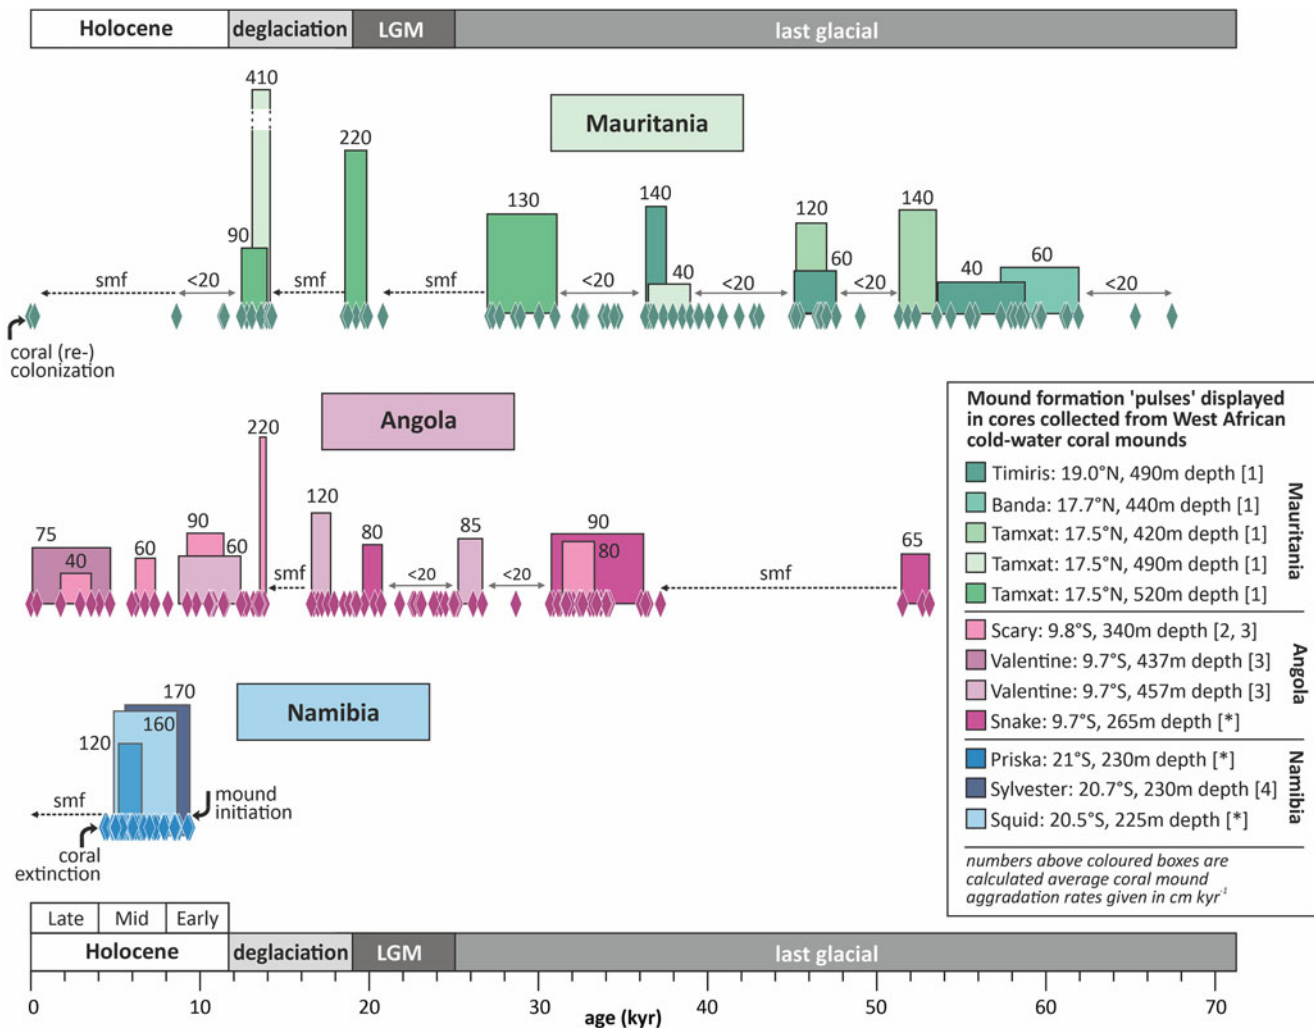 Holocene deglaciation LGM last glacial
410
Mauritania
220
140
140
130
120
90
60
60
40
40
smf <20 smf smf <20 <20 <20 <20
coral (re-)
colonization
Angola
220
120
90
90
85
80
80
75
65
60
60
40
smf <20 <20 smf
Namibia
170
160
120
smf
mound
initiation
coral
extinction
Mound formation 'pulses' displayed
in cores collected from West African
cold-water coral mounds
Timiris: 19.0°N, 490m depth [1]
Banda: 17.7°N, 440m depth [1]
Tamxat: 17.5°N, 420m depth [1]
Tamxat: 17.5°N, 490m depth [1]
Tamxat: 17.5°N, 520m depth [1]
Mauritania
Scary: 9.8°S, 340m depth [2, 3]
Valentine: 9.7°S, 437m depth [3]
Valentine: 9.7°S, 457m depth [3]
Snake: 9.7°S, 265m depth [*]
Angola
Priska: 21°S, 230m depth [*]
Sylvester: 20.7°S, 230m depth [4]
Squid: 20.5°S, 225m depth [*]
Namibia
numbers above coloured boxes are
calculated average coral mound
aggradation rates given in cm kyr⁻¹
Late Mid Early
Holocene deglaciation LGM last glacial
0 10 20 30 40 50 60 70
age (kyr)